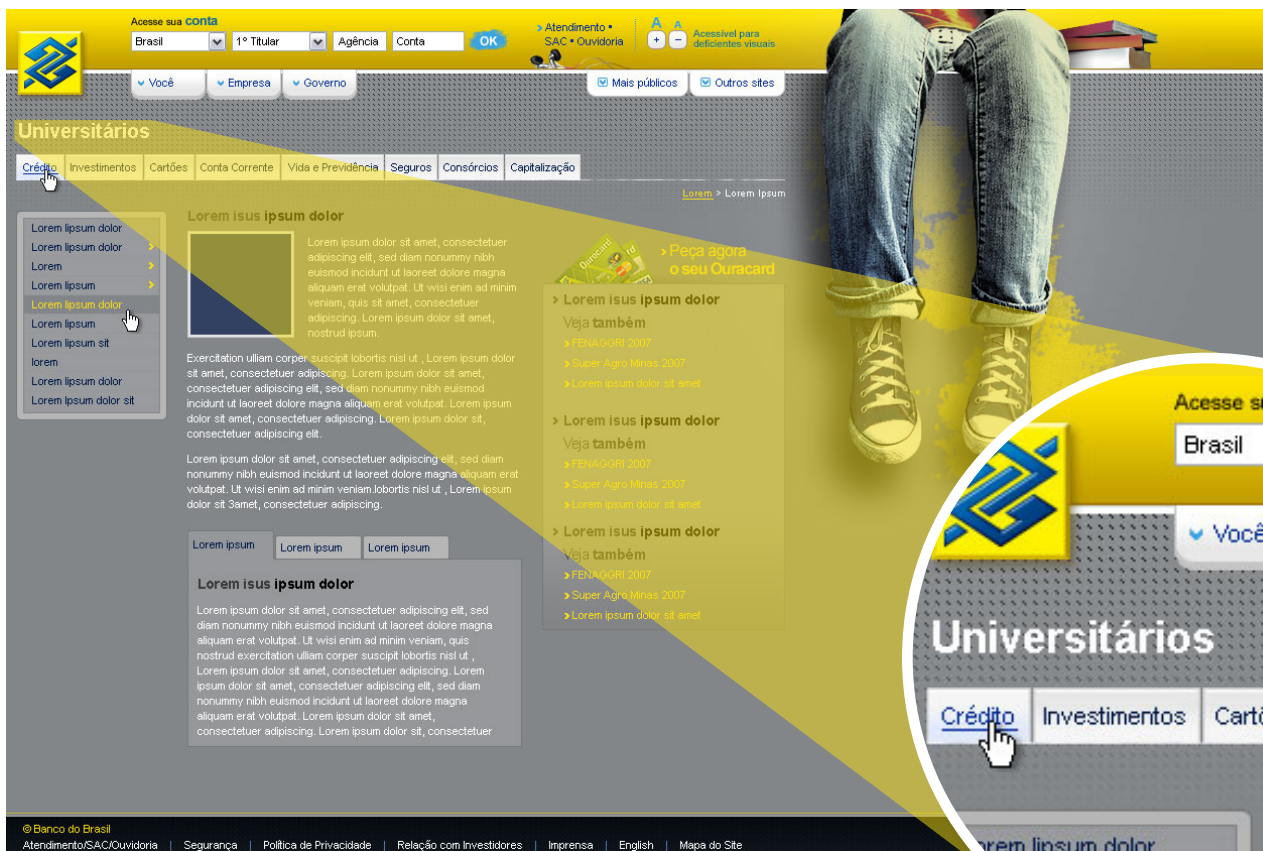 Acesse sua conta
Brasil 1º Titular Agência Conta OK
> Atendimento •
SAC • Ouvidoria
A A
+ −
Acessível para
deficientes visuais
Você Empresa Governo
Mais públicos Outros sites
Universitários
Crédito Investimentos Cartões Conta Corrente Vida e Previdência Seguros Consórcios Capitalização
Lorem > Lorem Ipsum
Lorem lipsum dolor
Lorem lipsum dolor >
Lorem >
Lorem lipsum >
Lorem lipsum dolor
Lorem lipsum
Lorem lipsum sit
lorem
Lorem lipsum dolor
Lorem lpsum dolor sit
Lorem isus ipsum dolor
Lorem ipsum dolor sit amet, consectetuer
adipiscing elit, sed diam nonummy nibh
euismod incidunt ut laoreet dolore magna
aliquam erat volutpat. Ut wisi enim ad minim
veniam, quis sit amet, consectetuer
adipiscing. Lorem ipsum dolor sit amet,
nostrud ipsum.
Exercitation ulliam corper suscipit lobortis nisl ut , Lorem ipsum dolor
sit amet, consectetuer adipiscing. Lorem ipsum dolor sit amet,
consectetuer adipiscing elit, sed diam nonummy nibh euismod
incidunt ut laoreet dolore magna aliquam erat volutpat. Lorem ipsum
dolor sit amet, consectetuer adipiscing. Lorem ipsum dolor sit,
consectetuer adipiscing elit.
Lorem ipsum dolor sit amet, consectetuer adipiscing elit, sed diam
nonummy nibh euismod incidunt ut laoreet dolore magna aliquam erat
volutpat. Ut wisi enim ad minim veniam.lobortis nisl ut , Lorem ipsum
dolor sit 3amet, consectetuer adipiscing.
Lorem ipsum Lorem ipsum Lorem ipsum
Lorem isus ipsum dolor
Lorem ipsum dolor sit amet, consectetuer adipiscing elit, sed
diam nonummy nibh euismod incidunt ut laoreet dolore magna
aliquam erat volutpat. Ut wisi enim ad minim veniam, quis
nostrud exercitation ulliam corper suscipit lobortis nisl ut ,
Lorem ipsum dolor sit amet, consectetuer adipiscing. Lorem
ipsum dolor sit amet, consectetuer adipiscing elit, sed diam
nonummy nibh euismod incidunt ut laoreet dolore magna
aliquam erat volutpat. Lorem ipsum dolor sit amet,
consectetuer adipiscing. Lorem ipsum dolor sit, consectetuer
Ourocard
> Peça agora
o seu Ouracard
> Lorem isus ipsum dolor
Veja também
> FENAGGRI 2007
> Super Agro Minas 2007
> Lorem ipsum dolor sit amet
> Lorem isus ipsum dolor
Veja também
> FENAGGRI 2007
> Super Agro Minas 2007
> Lorem ipsum dolor sit amet
> Lorem isus ipsum dolor
Veja também
> FENAGGRI 2007
> Super Agro Minas 2007
> Lorem ipsum dolor sit amet
Acesse su
Brasil
Você
Universitários
Crédito Investimentos Cartõ
orem lipsum dolor
© Banco do Brasil
Atendimento/SAC/Ouvidoria | Segurança | Política de Privacidade | Relação com Investidores | Imprensa | English | Mapa do Site